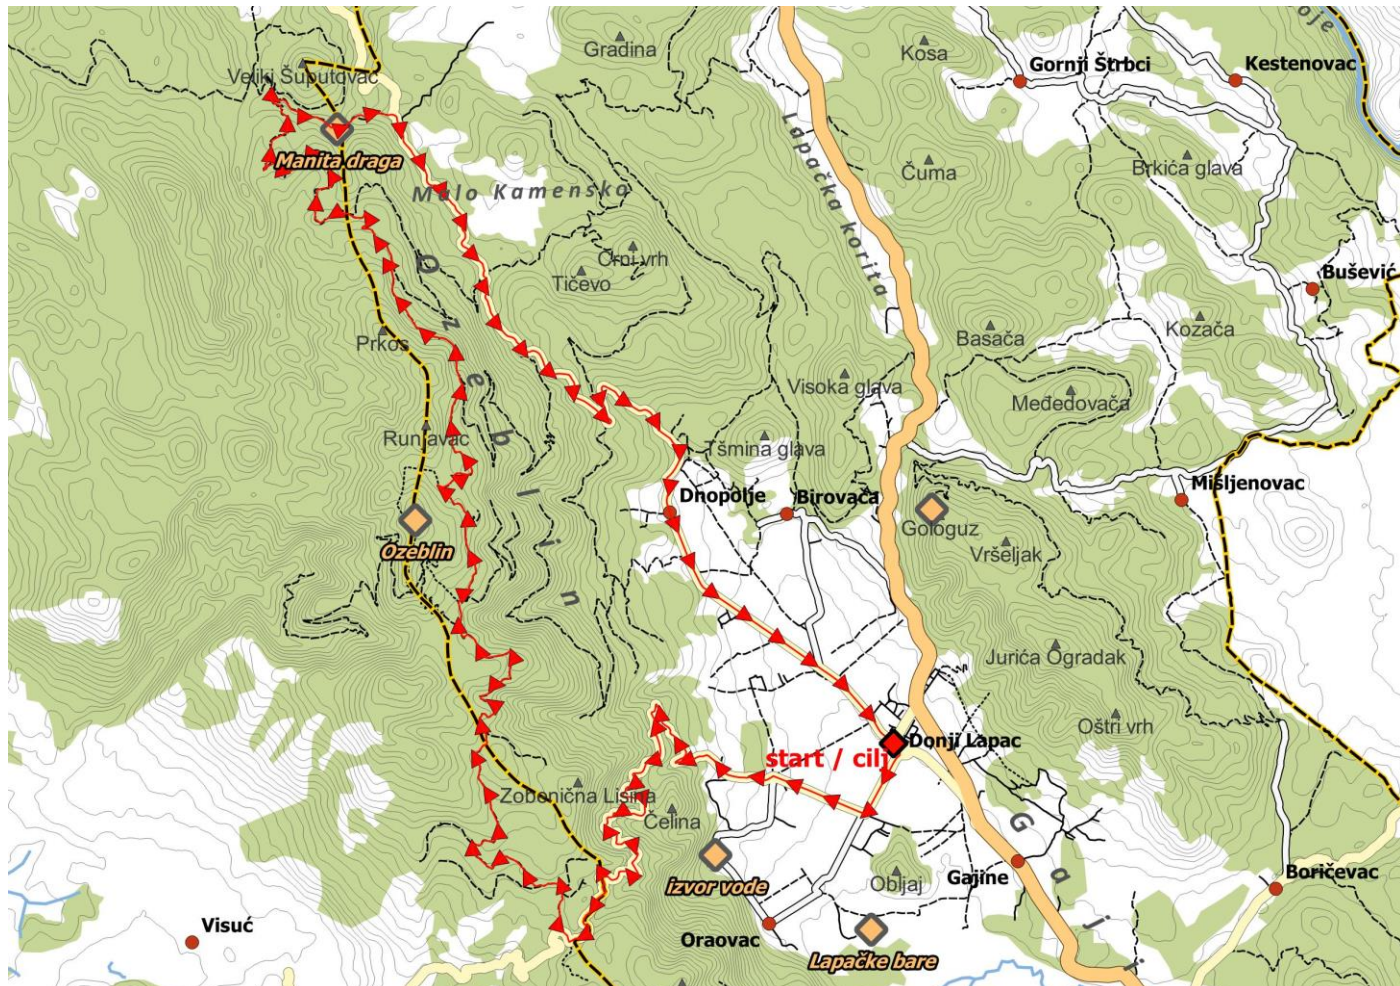 oje
Gradina
Kosa
Gornji Štrbci
Kestenovac
Veliki Šuputovac
Lapačka korita
Manita draga
Malo Kamensko
Čuma
Brkića glava
Ozeblin
Crni vrh
Tičevo
Bušević
Prkos
Basača
Kozača
Visoka glava
Međedovača
Runjavac
Tšmina glava
Dnopolje
Birovača
Mišljenovac
Gologuz
Ozeblin
Vršeljak
Jurića Ogradak
Oštri vrh
Donji Lapac
start / cilj
Zobenična Lisina
Čelina
izvor vode
Obljaj
Gajine
Boričevac
Visuć
Oraovac
Lapačke bare